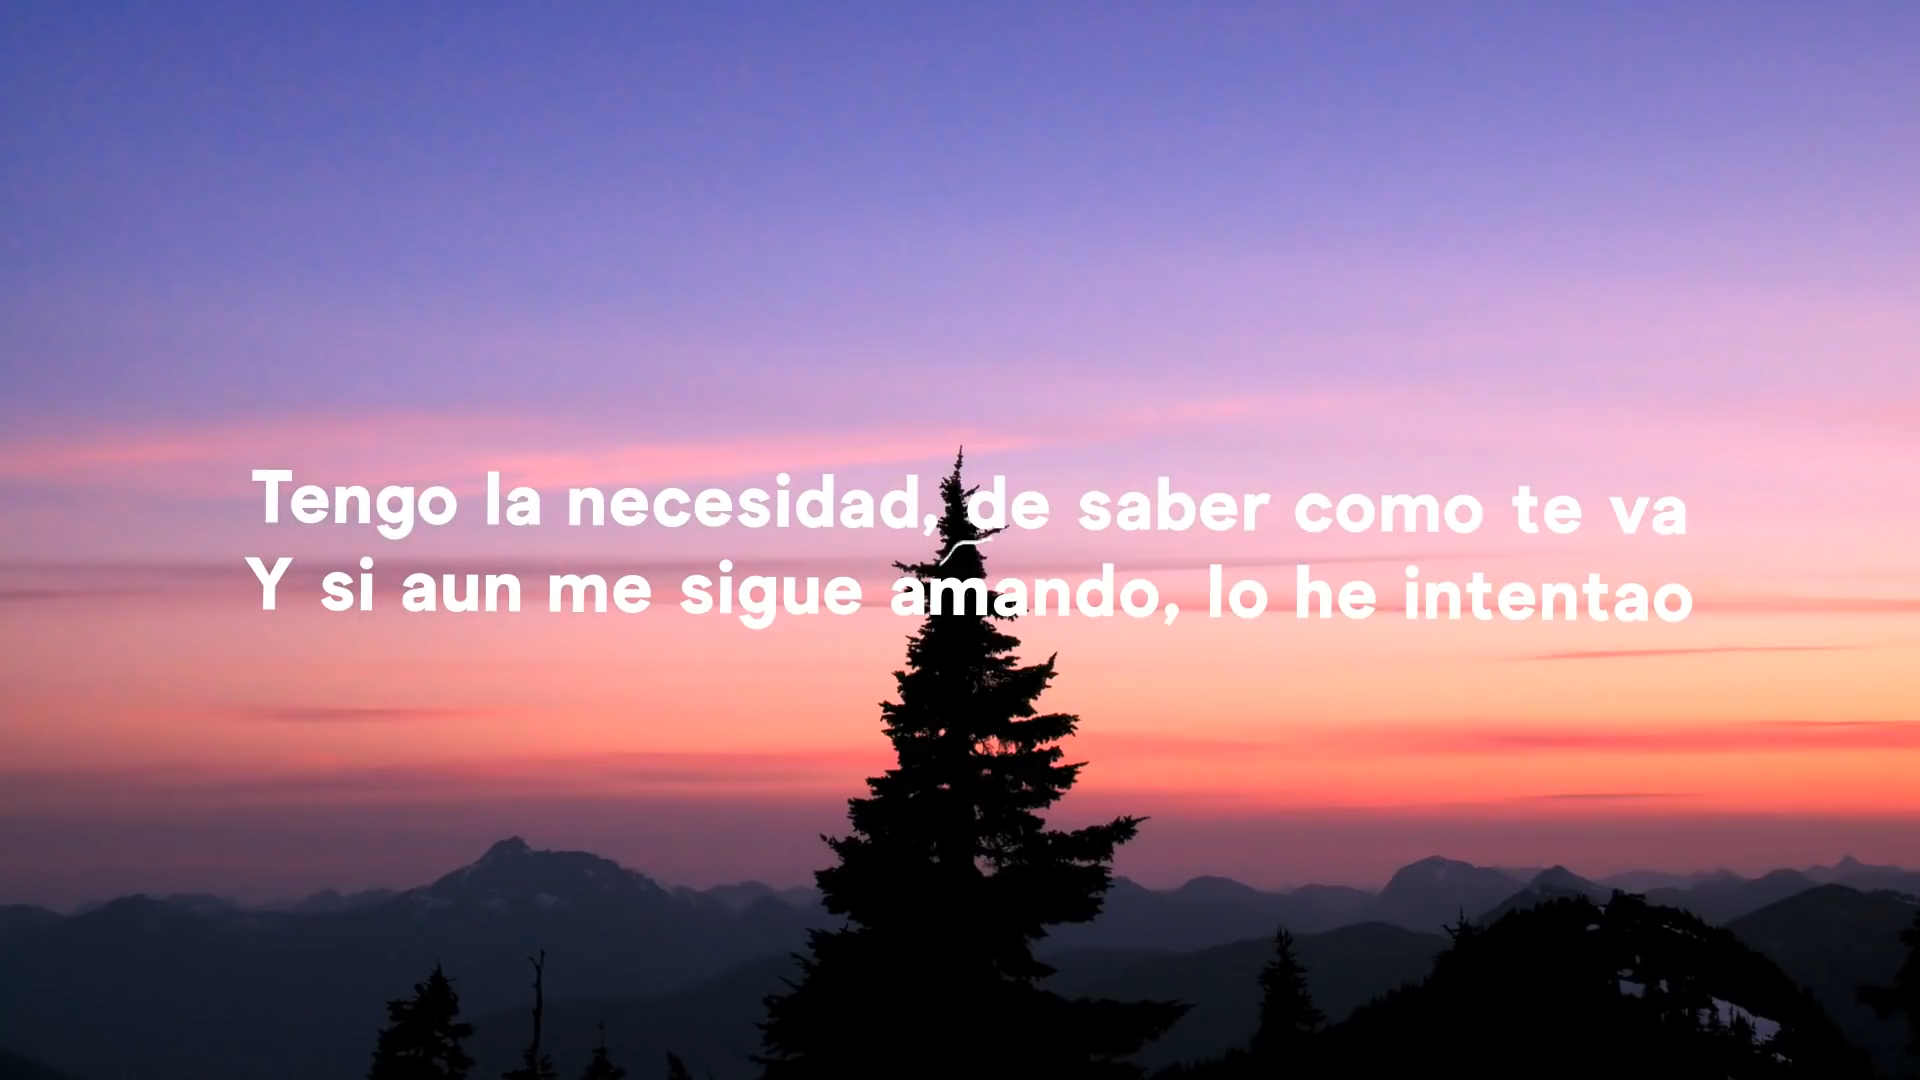 Tengo la necesidad, de saber como te va
Y si aun me sigue amando, lo he intentao